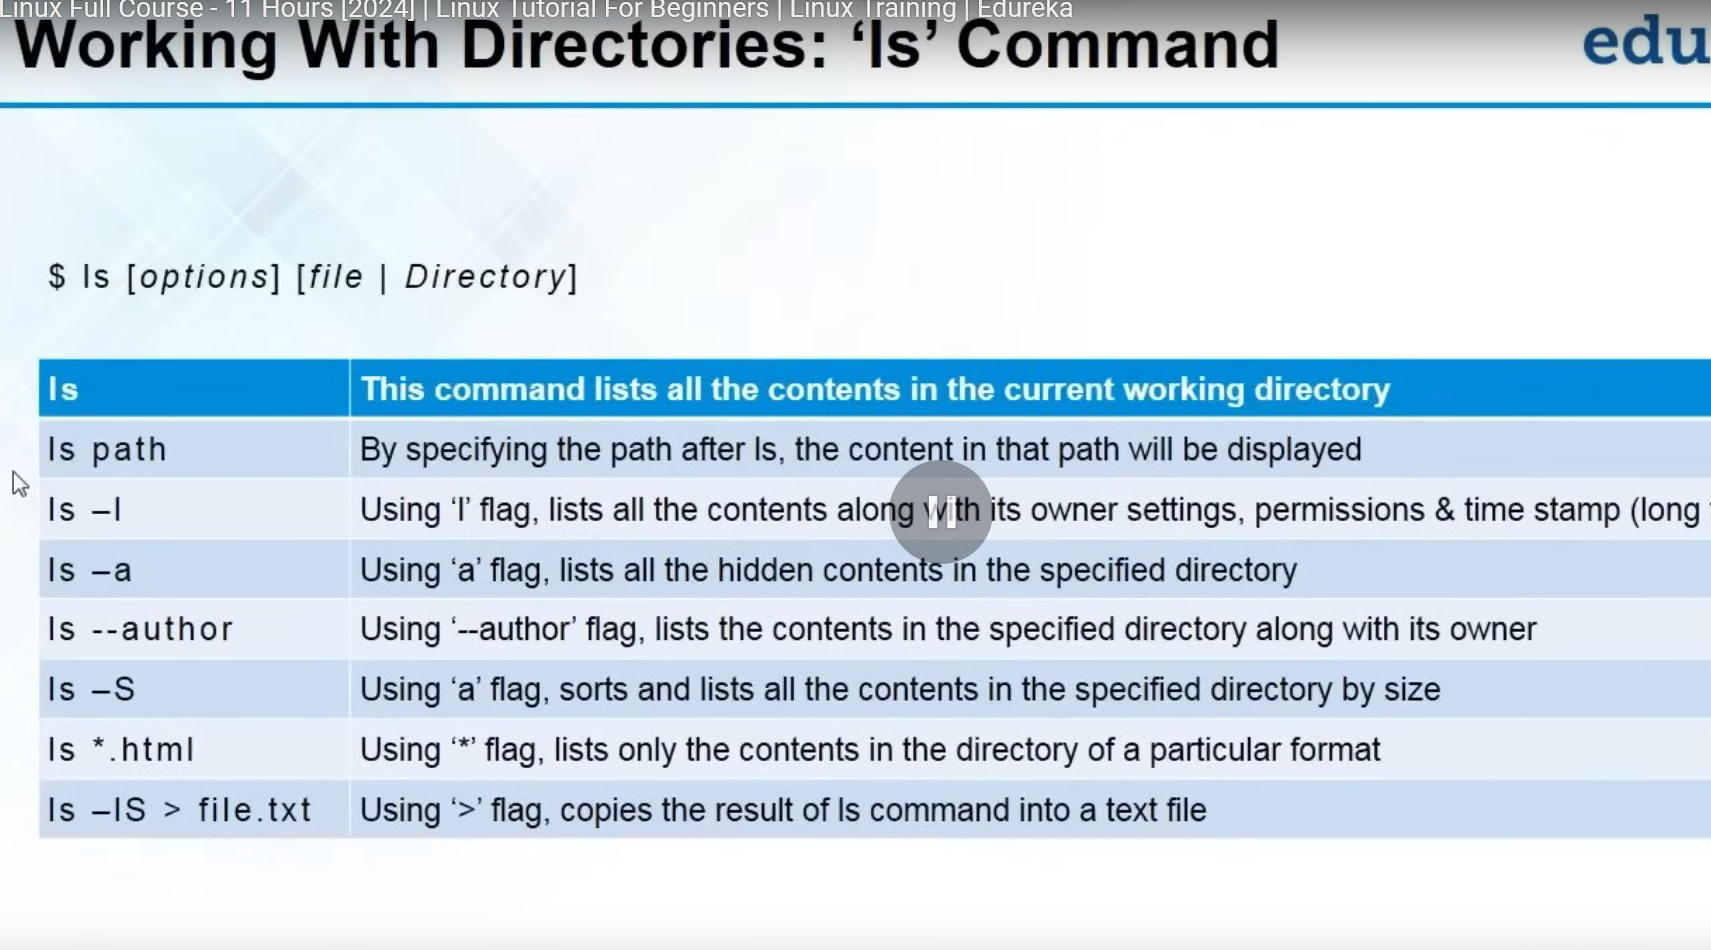 Linux Full Course - 11 Hours [2024] | Linux Tutorial For Beginners | Linux Training | Edureka
Working With Directories: ‘ls’ Command
edu
$ ls [options] [file | Directory]
ls This command lists all the contents in the current working directory
ls path By specifying the path after ls, the content in that path will be displayed
ls –l Using ‘l’ flag, lists all the contents along with its owner settings, permissions & time stamp (long
ls –a Using ‘a’ flag, lists all the hidden contents in the specified directory
ls --author Using ‘--author’ flag, lists the contents in the specified directory along with its owner
ls –S Using ‘a’ flag, sorts and lists all the contents in the specified directory by size
ls *.html Using ‘*’ flag, lists only the contents in the directory of a particular format
ls –lS > file.txt Using ‘>’ flag, copies the result of ls command into a text file